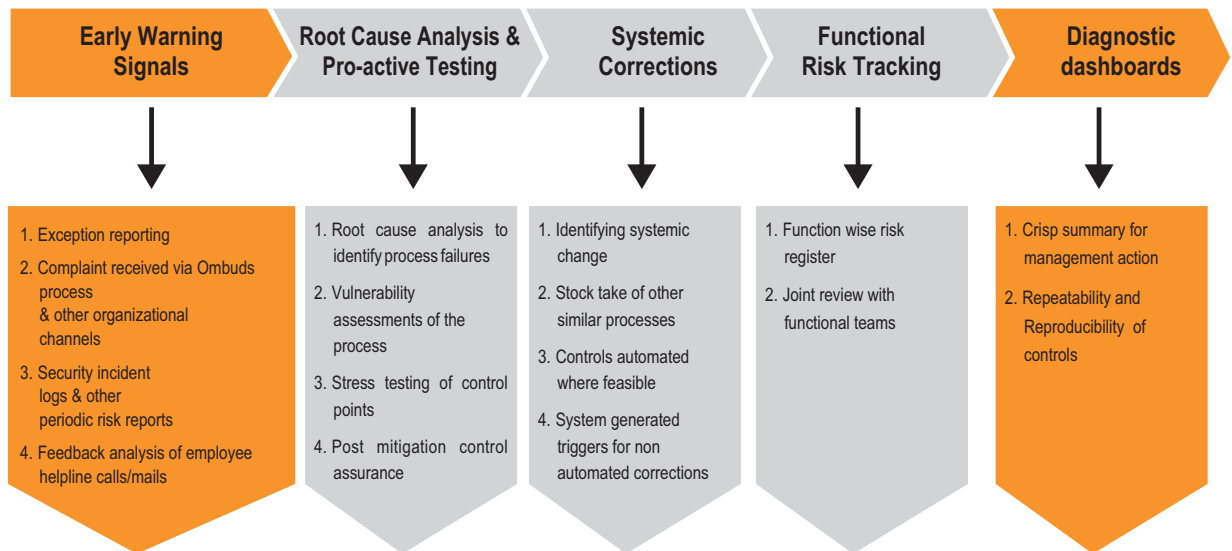 Early Warning
Signals
Root Cause Analysis &
Pro-active Testing
Systemic
Corrections
Functional
Risk Tracking
Diagnostic
dashboards
1. Exception reporting
2. Complaint received via Ombuds
process
& other organizational
channels
3. Security incident
logs & other
periodic risk reports
4. Feedback analysis of employee
helpline calls/mails
1. Root cause analysis to
identify process failures
2. Vulnerability
assessments of the
process
3. Stress testing of control
points
4. Post mitigation control
assurance
1. Identifying systemic
change
2. Stock take of other
similar processes
3. Controls automated
where feasible
4. System generated
triggers for non
automated corrections
1. Function wise risk
register
2. Joint review with
functional teams
1. Crisp summary for
management action
2. Repeatability and
Reproducibility of
controls